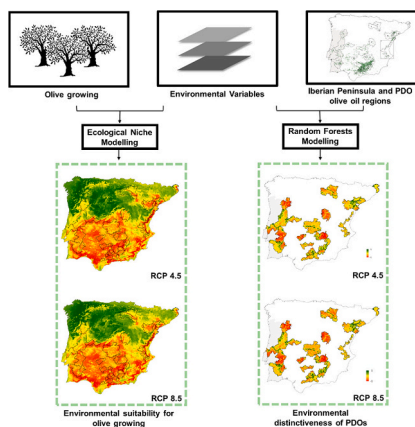 Olive growing
Environmental Variables
Iberian Peninsula and PDO
olive oil regions
Ecological Niche
Modelling
Random Forests
Modelling
RCP 4.5
RCP 4.5
RCP 8.5
RCP 8.5
Environmental suitability for
olive growing
Environmental
distinctiveness of PDOs